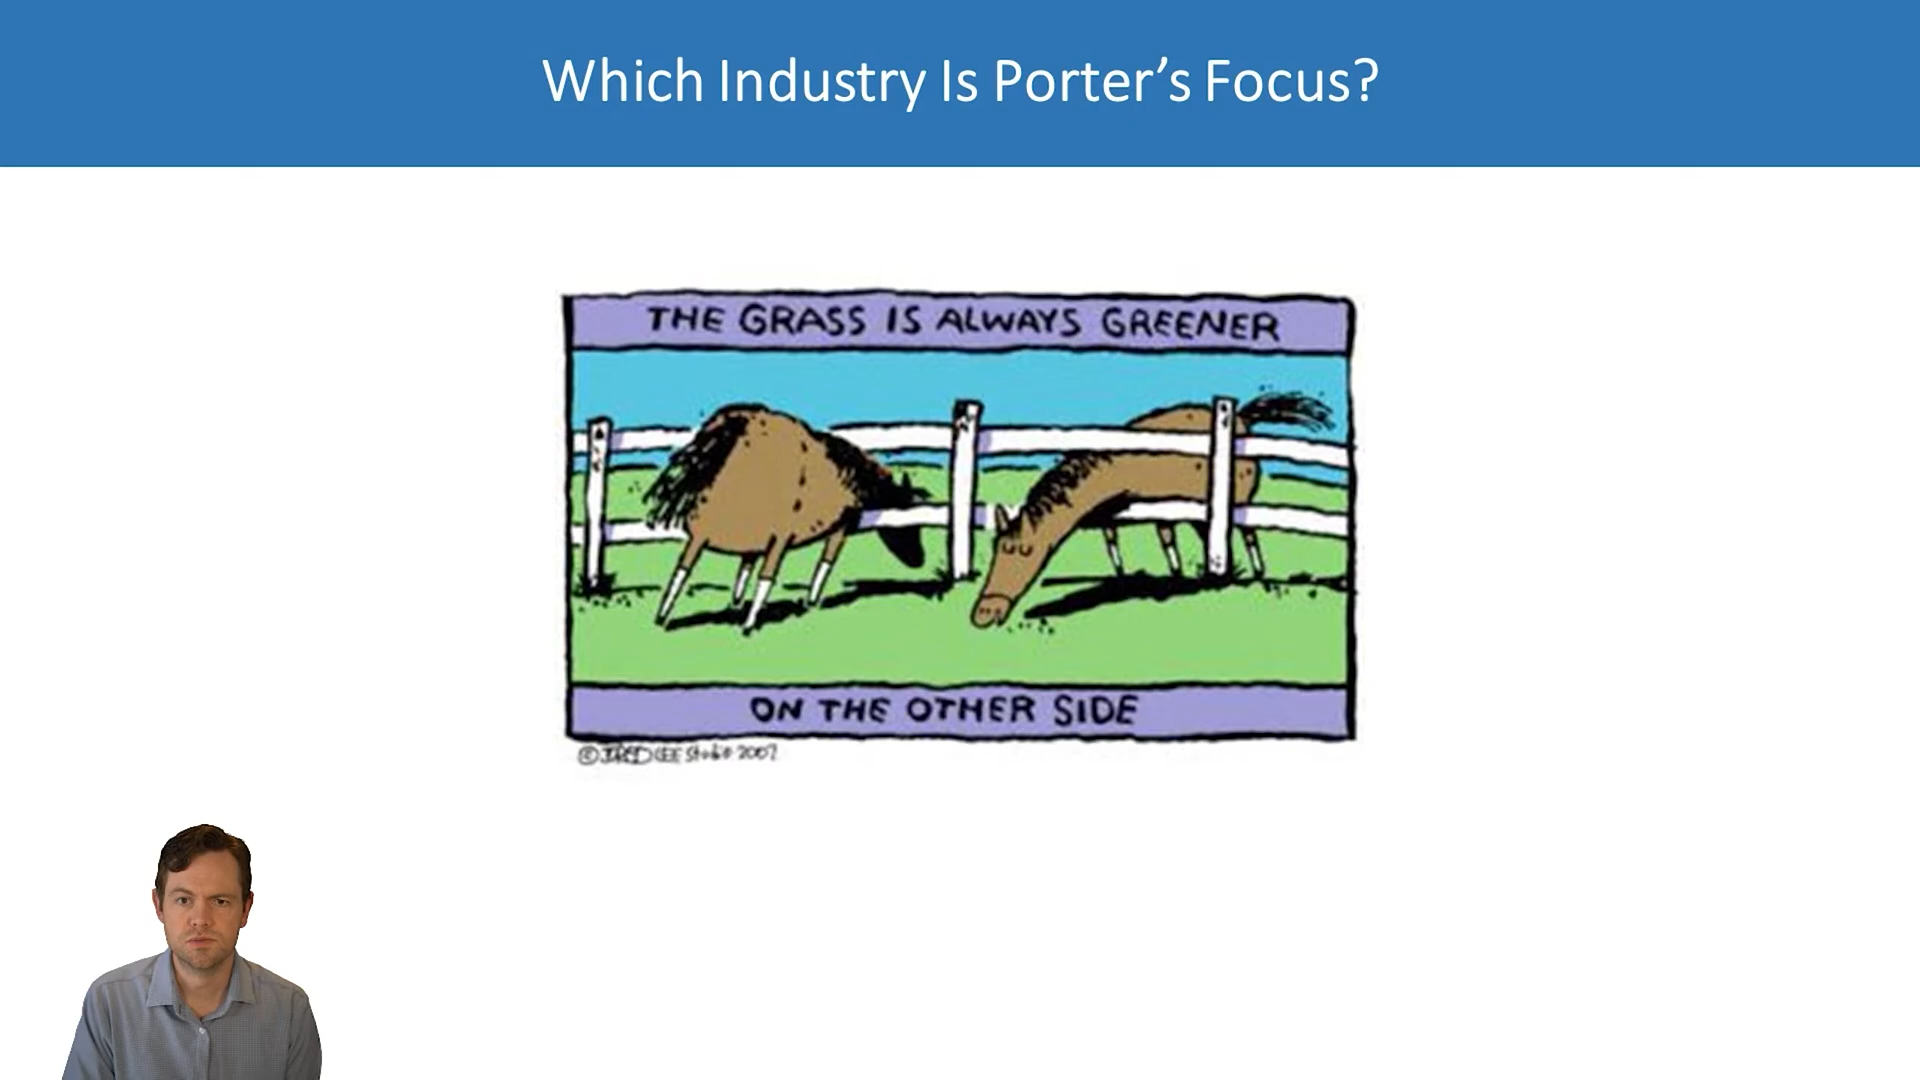 Which Industry Is Porter’s Focus?
THE GRASS IS ALWAYS GREENER
ON THE OTHER SIDE
© JARED LEE Studio 2007